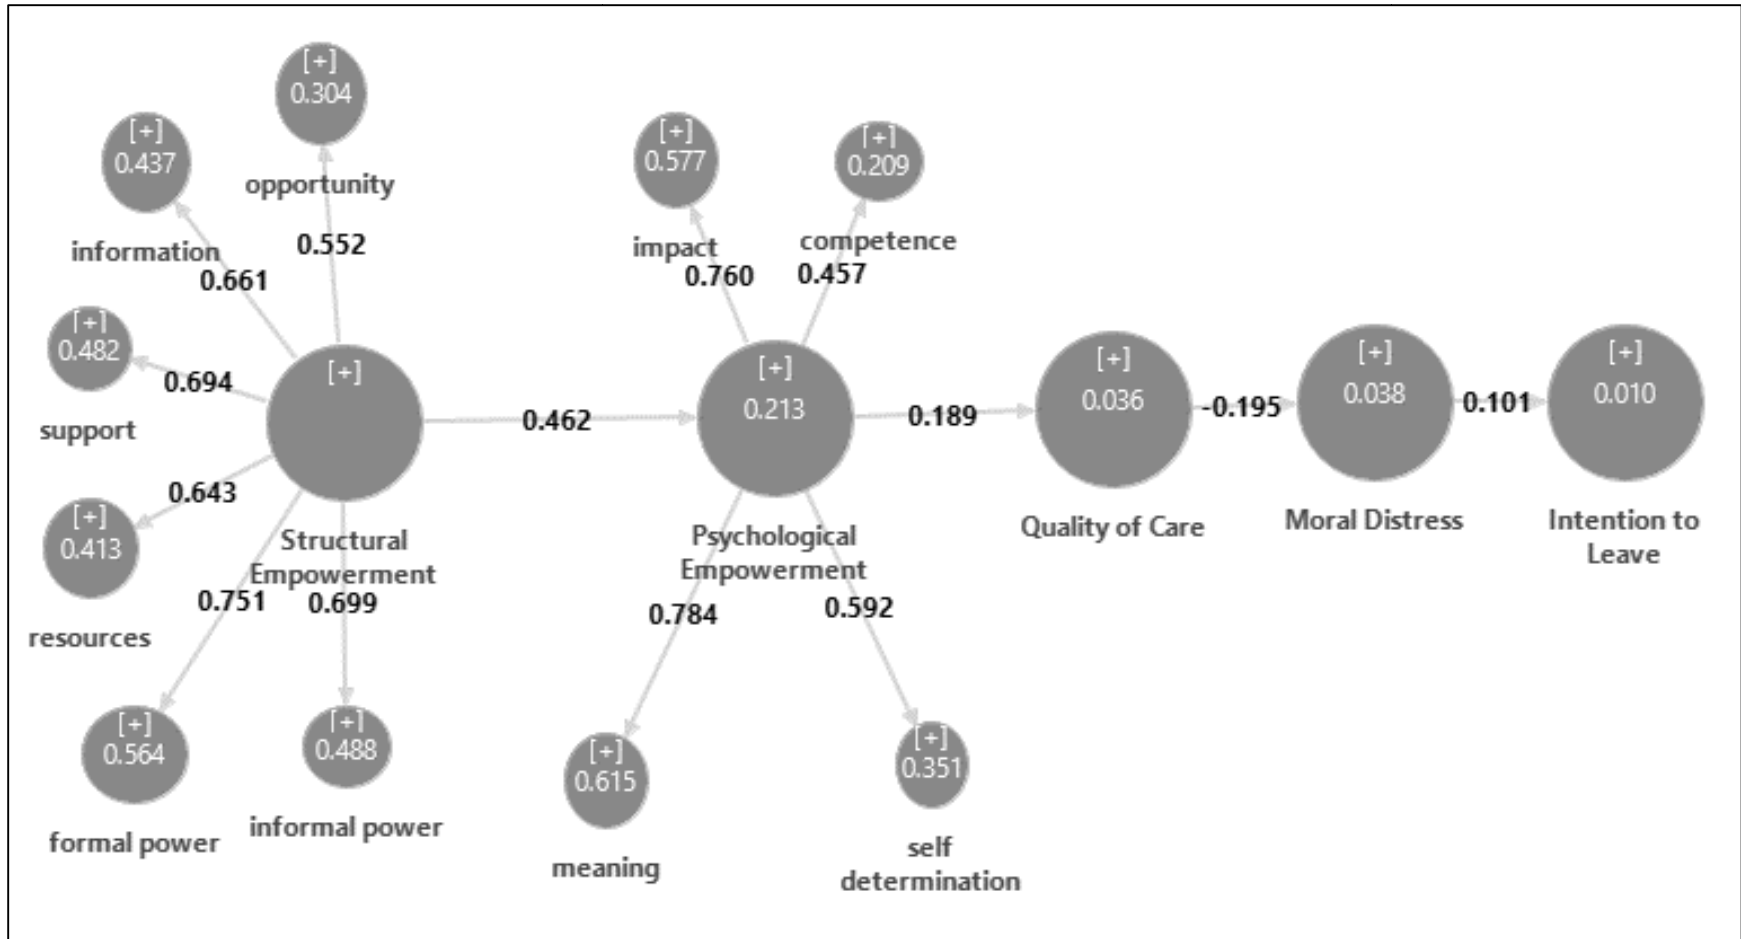 [+]
0.304
opportunity
0.552
[+]
0.437
information
0.661
[+]
0.482
support
0.694
[+]
0.413
resources
0.643
[+]
0.564
formal power
0.751
[+]
0.488
informal power
0.699
[+]
Structural
Empowerment
0.462
[+]
0.577
impact
0.760
[+]
0.209
competence
0.457
[+]
0.213
Psychological
Empowerment
0.784
[+]
0.615
meaning
0.592
[+]
0.351
self
determination
0.189
[+]
0.036
Quality of Care
-0.195
[+]
0.038
Moral Distress
0.101
[+]
0.010
Intention to
Leave